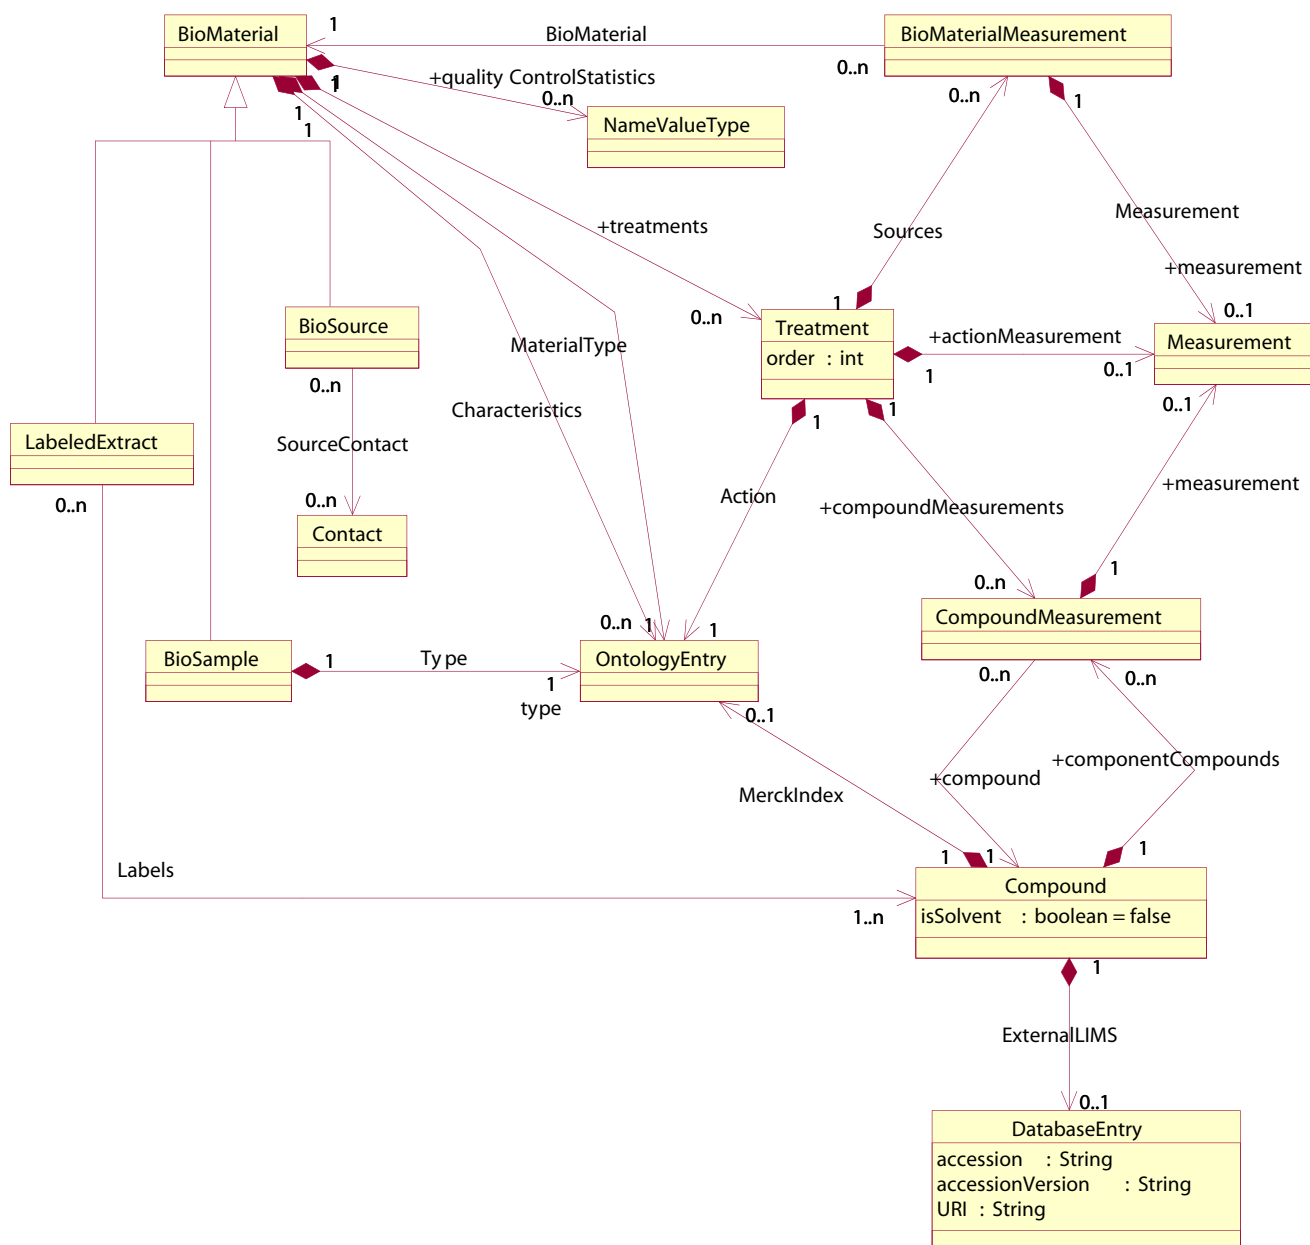 BioMaterial
1
BioMaterial
BioMaterialMeasurement
0..n
+quality ControlStatistics
0..n
1
1
1
1
NameValueType
0..n
1
+treatments
0..n
Sources
1
Measurement
+measurement
0..1
BioSource
0..n
MaterialType
Treatment
order : int
+actionMeasurement
1
0..1
Measurement
0..1
Characteristics
1
1
LabeledExtract
0..n
SourceContact
0..n
Contact
Action
+compoundMeasurements
+measurement
0..n
1
CompoundMeasurement
0..n
0..n
0..n
1
1
BioSample
1
Type
1
type
OntologyEntry
0..1
MerckIndex
+compound
+componentCompounds
1
1
1
Labels
1..n
Compound
isSolvent : boolean = false
1
ExternalLIMS
0..1
DatabaseEntry
accession : String
accessionVersion : String
URI : String